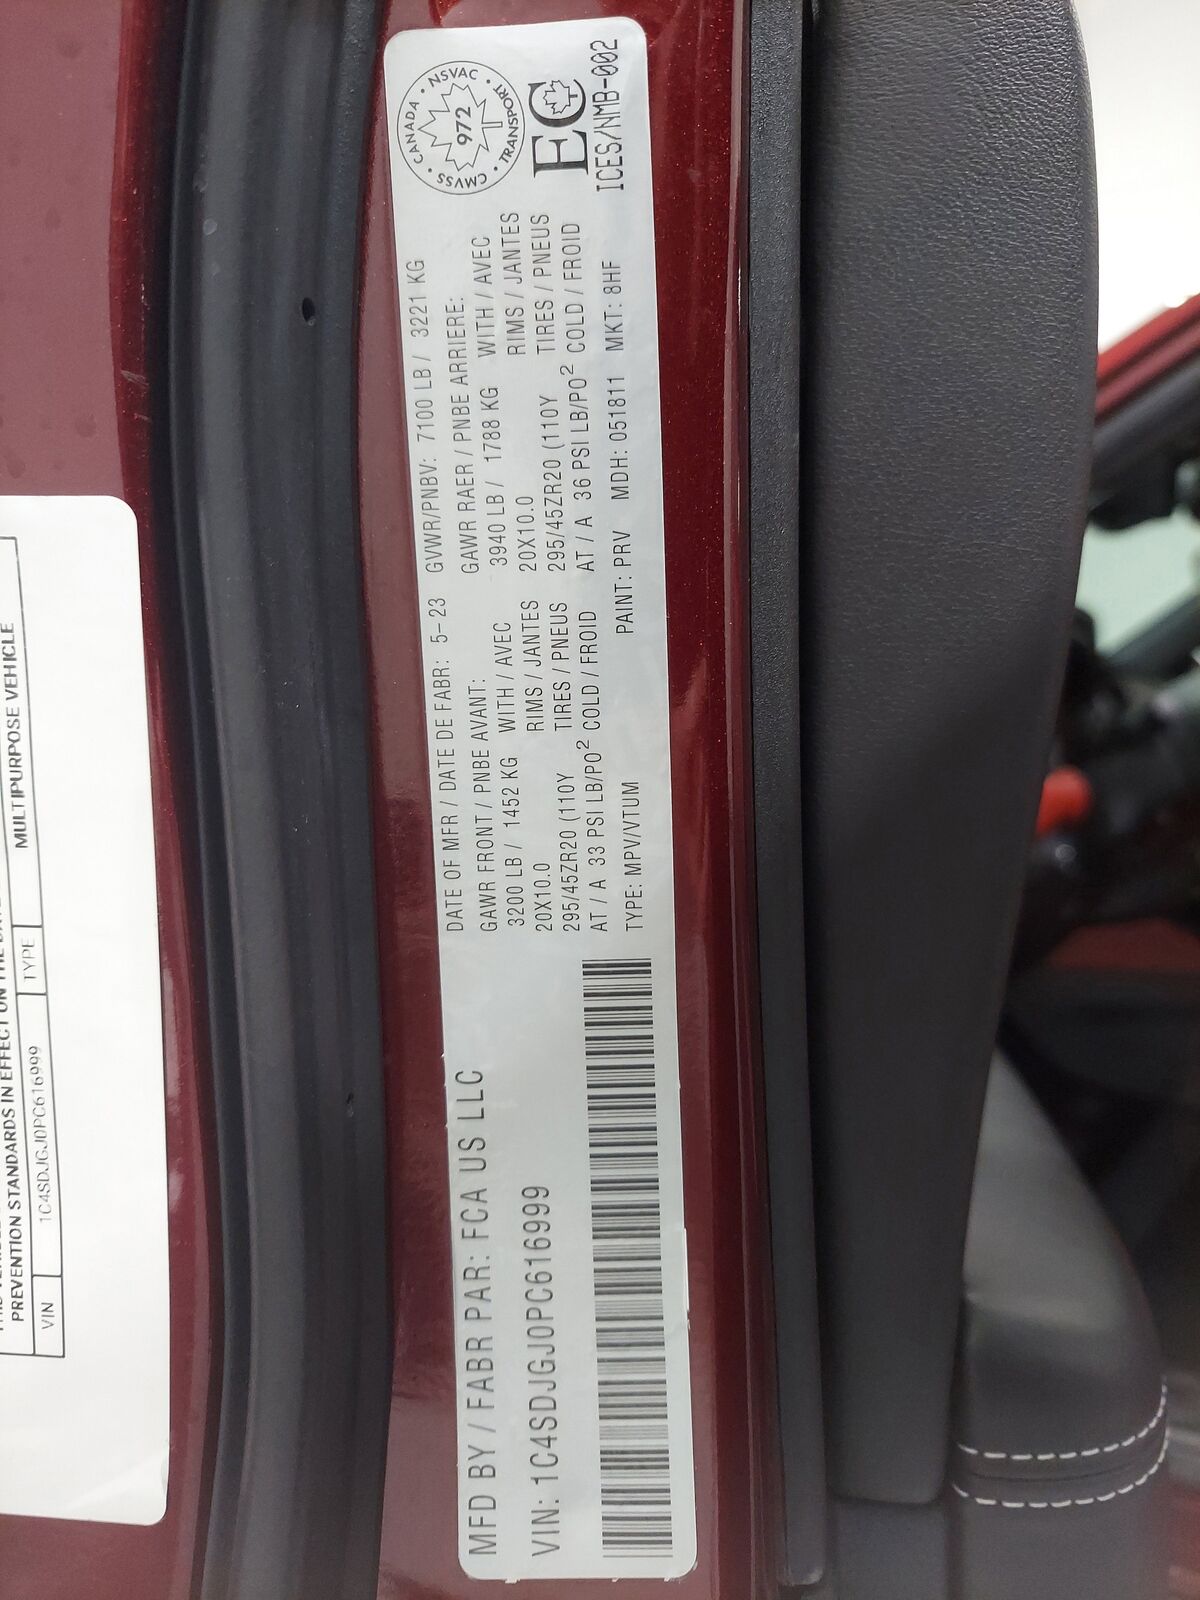 MFD BY / FABR PAR: FCA US LLC
VIN: 1C4SDJGJ0PC616999
DATE OF MFR / DATE DE FABR: 5-23 GVWR/PNBV: 7100 LB / 3221 KG
GAWR FRONT / PNBE AVANT: GAWR RAER / PNBE ARRIERE:
3200 LB / 1452 KG WITH / AVEC 3940 LB / 1788 KG WITH / AVEC
20X10.0 RIMS / JANTES 20X10.0 RIMS / JANTES
295/45ZR20 (110Y TIRES / PNEUS 295/45ZR20 (110Y TIRES / PNEUS
AT / A 33 PSI LB/PO² COLD / FROID AT / A 36 PSI LB/PO² COLD / FROID
TYPE: MPV/VTUM PAINT: PRV MDH: 051811 MKT: 8HF
CANADA · NSVAC · TRANSPORT · CMVSS ·
972
EC
ICES/NMB-002
PREVENTION STANDARDS IN EFFECT ON THE
VIN 1C4SDJGJ0PC616999 TYPE MULTIPURPOSE VEHICLE